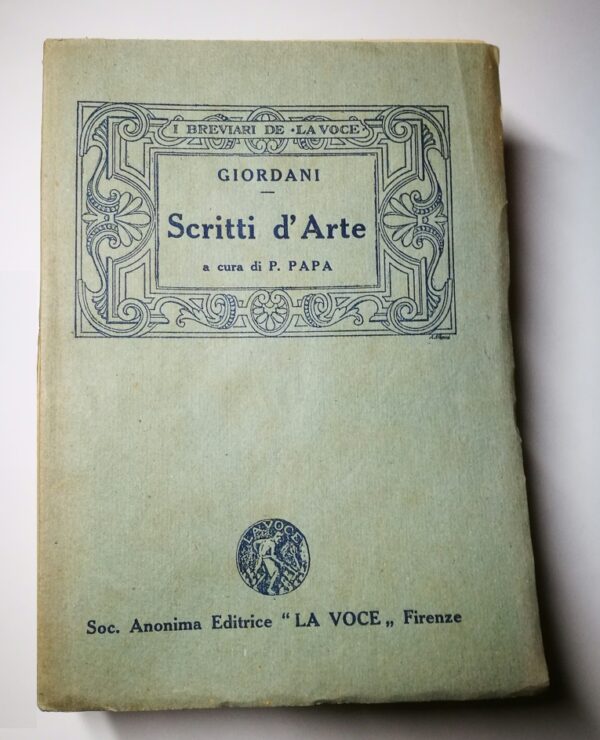 I BREVIARI DE · LA VOCE
GIORDANI
Scritti d'Arte
a cura di P. PAPA
LA VOCE
Soc. Anonima Editrice “ LA VOCE „ Firenze